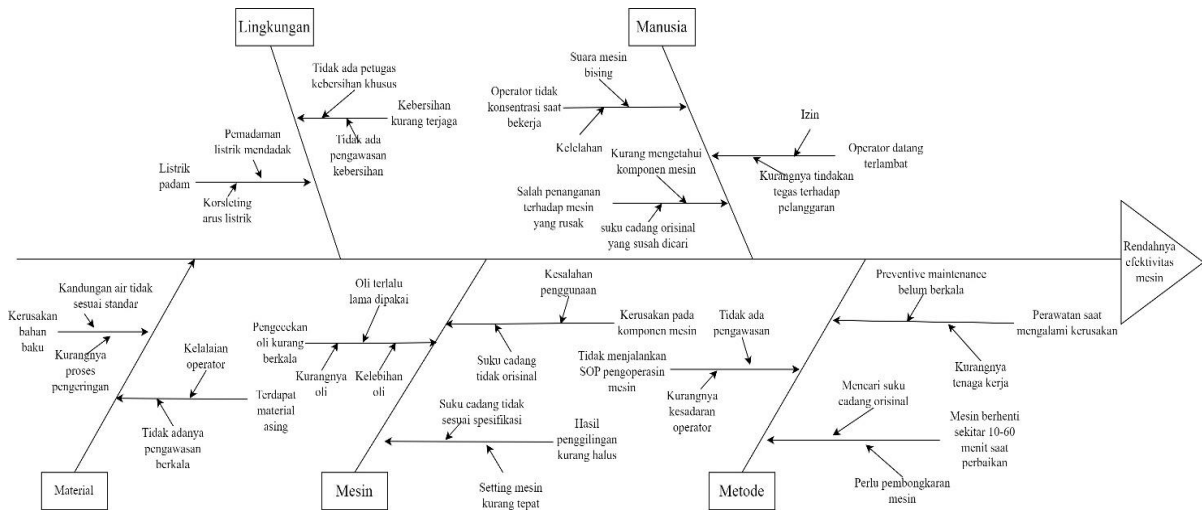 Lingkungan
Manusia
Tidak ada petugas
kebersihan khusus
Kebersihan
kurang terjaga
Tidak ada
pengawasan
kebersihan
Pemadaman
listrik mendadak
Listrik
padam
Korsleting
arus listrik
Suara mesin
bising
Operator tidak
konsentrasi saat
bekerja
Kelelahan
Izin
Operator datang
terlambat
Kurangnya tindakan
tegas terhadap
pelanggaran
Kurang mengetahui
komponen mesin
Salah penanganan
terhadap mesin
yang rusak
suku cadang orisinal
yang susah dicari
Rendahnya
efektivitas
mesin
Kandungan air tidak
sesuai standar
Kerusakan
bahan
baku
Kurangnya
proses
pengeringan
Kelalaian
operator
Terdapat
material
asing
Tidak adanya
pengawasan
berkala
Material
Oli terlalu
lama dipakai
Pengecekan
oli kurang
berkala
Kurangnya
oli
Kelebihan
oli
Kesalahan
penggunaan
Kerusakan pada
komponen mesin
Suku cadang
tidak orisinal
Suku cadang tidak
sesuai spesifikasi
Hasil
penggilingan
kurang halus
Setting mesin
kurang tepat
Mesin
Preventive maintenance
belum berkala
Perawatan saat
mengalami kerusakan
Kurangnya
tenaga kerja
Tidak ada
pengawasan
Tidak menjalankan
SOP pengoperasin
mesin
Kurangnya
kesadaran
operator
Mencari suku
cadang orisinal
Mesin berhenti
sekitar 10-60
menit saat
perbaikan
Perlu pembongkaran
mesin
Metode